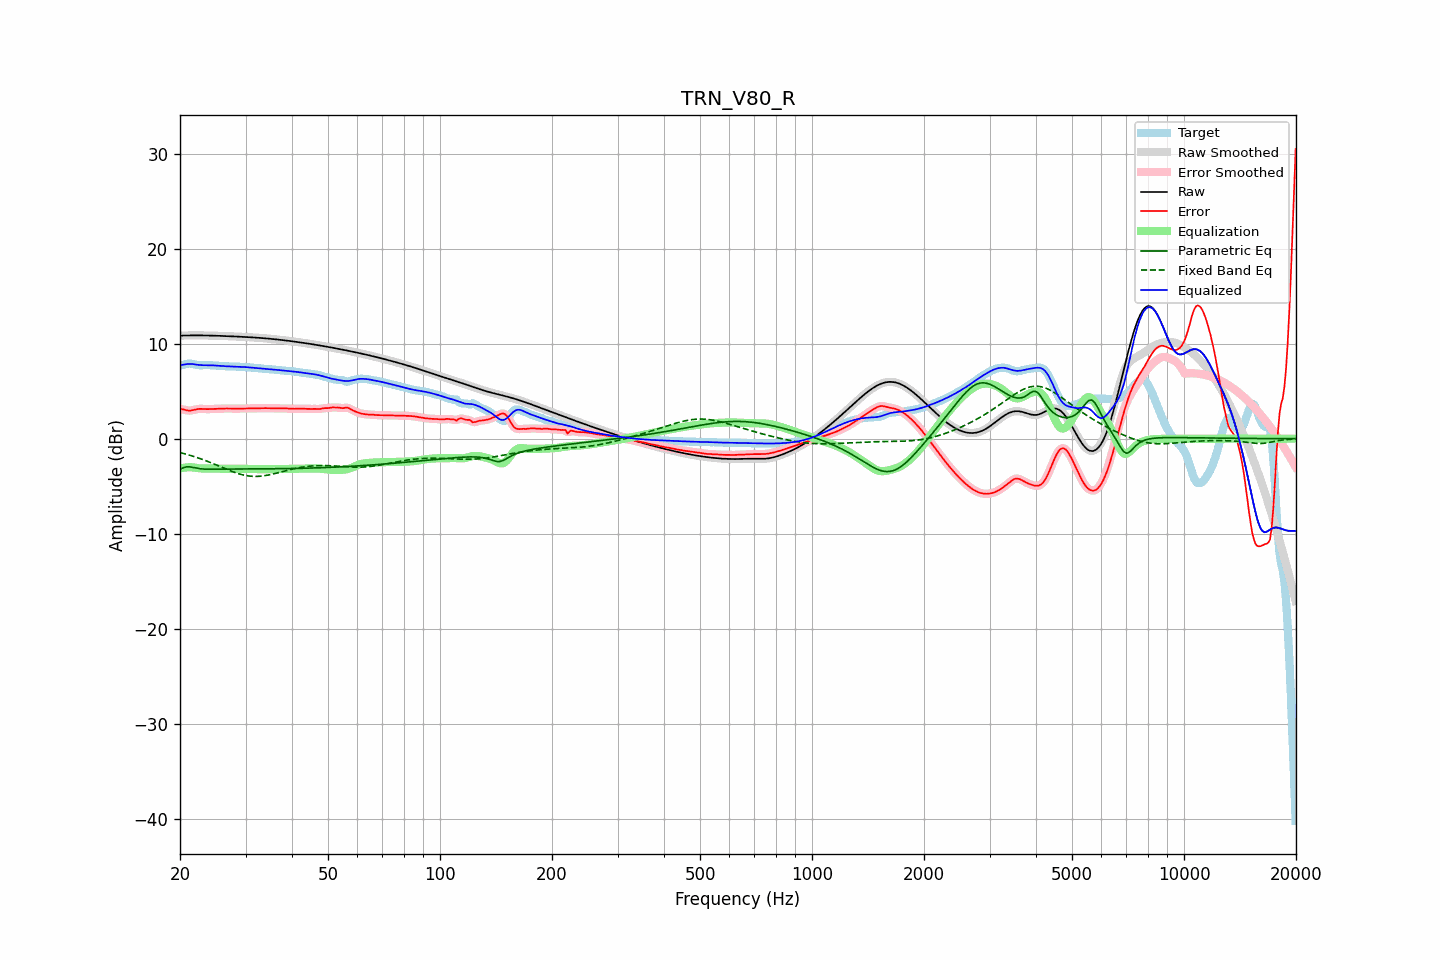 TRN_V80_R
Target
Raw Smoothed
Error Smoothed
Raw
Error
Equalization
Parametric Eq
Fixed Band Eq
Equalized
30
20
10
0
−10
−20
−30
−40
Amplitude (dBr)
20 50 100 200 500 1000 2000 5000 10000 20000
Frequency (Hz)